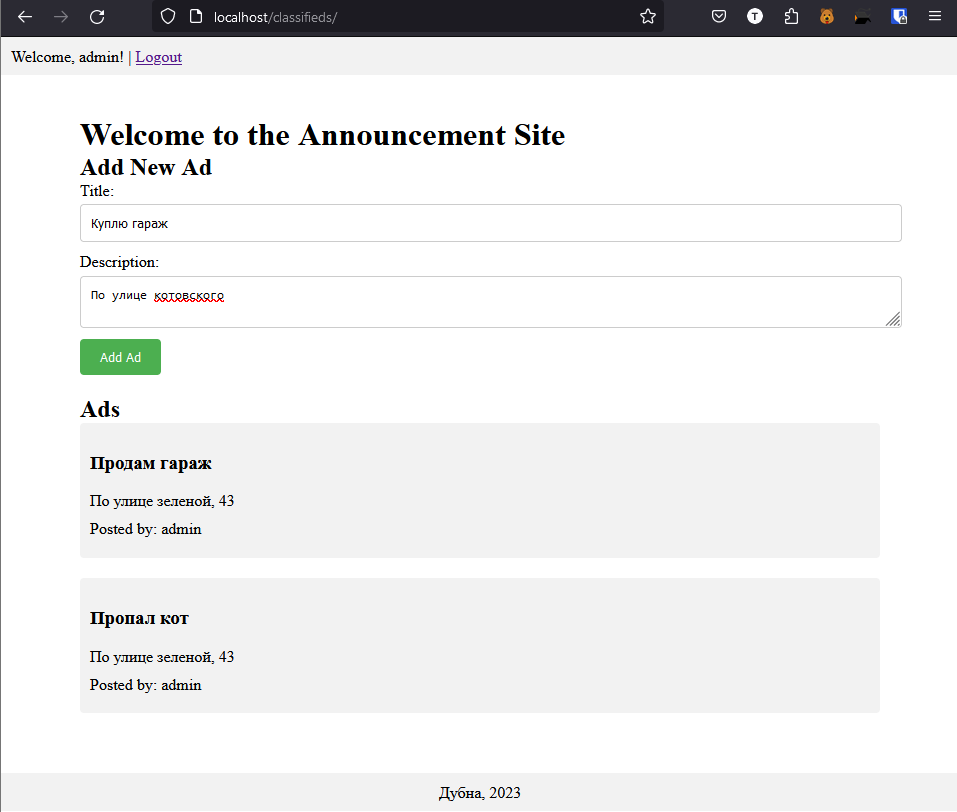 localhost/classifieds/
T
Welcome, admin! | Logout
Welcome to the Announcement Site
Add New Ad
Title:
Куплю гараж
Description:
По улице котовского
Add Ad
Ads
Продам гараж
По улице зеленой, 43
Posted by: admin
Пропал кот
По улице зеленой, 43
Posted by: admin
Дубна, 2023